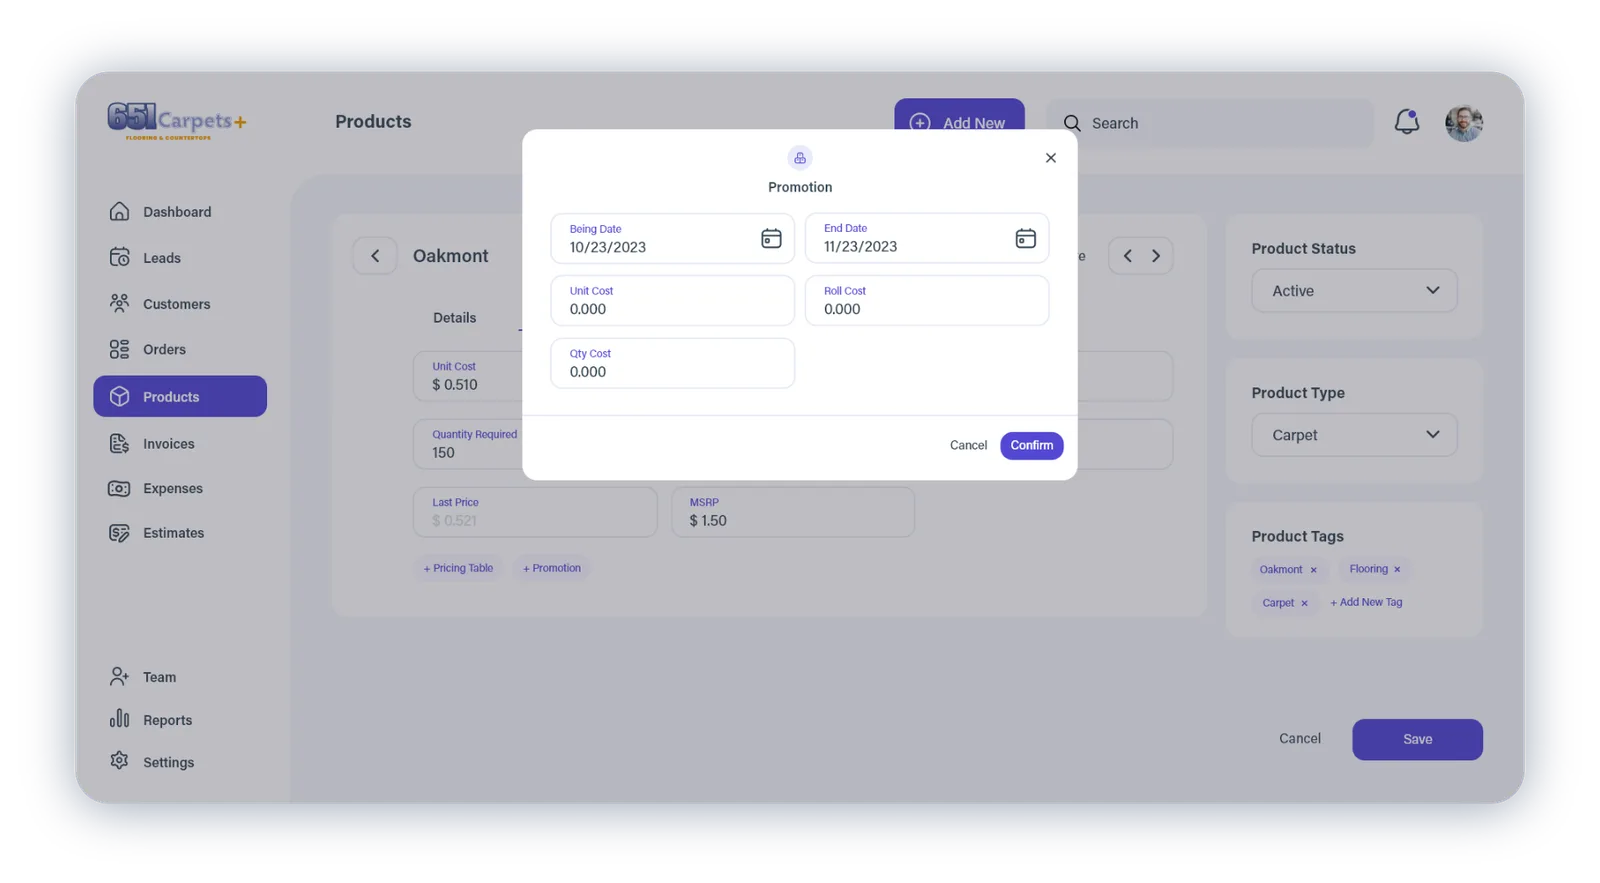 651 Carpets+
FLOORING & COUNTERTOPS
Products
Add New
Search
Dashboard
Leads
Customers
Orders
Products
Invoices
Expenses
Estimates
Team
Reports
Settings
Oakmont
Details
Unit Cost
$ 0.510
Quantity Required
150
Last Price
$ 0.521
MSRP
$ 1.50
+ Pricing Table
+ Promotion
Promotion
Being Date
10/23/2023
End Date
11/23/2023
Unit Cost
0.000
Roll Cost
0.000
Qty Cost
0.000
Cancel
Confirm
Product Status
Active
Product Type
Carpet
Product Tags
Oakmont ×
Flooring ×
Carpet ×
+ Add New Tag
Cancel
Save